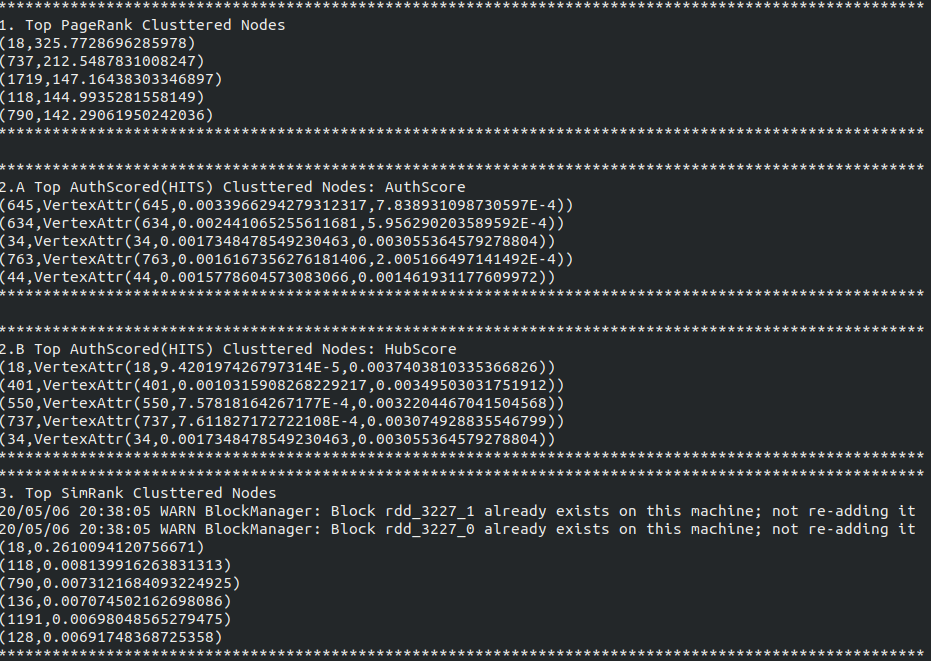 ********************************************************************************************************
1. Top PageRank Clusttered Nodes
(18,325.7728696285978)
(737,212.5487831008247)
(1719,147.16438303346897)
(118,144.9935281558149)
(790,142.29061950242036)
********************************************************************************************************
********************************************************************************************************
2.A Top AuthScored(HITS) Clusttered Nodes: AuthScore
(645,VertexAttr(645,0.0033966294279312317,7.838931098730597E-4))
(634,VertexAttr(634,0.002441065255611681,5.956290203589592E-4))
(34,VertexAttr(34,0.0017348478549230463,0.003055364579278804))
(763,VertexAttr(763,0.0016167356276181406,2.005166497141492E-4))
(44,VertexAttr(44,0.0015778604573083066,0.001461931177609972))
********************************************************************************************************
********************************************************************************************************
2.B Top AuthScored(HITS) Clusttered Nodes: HubScore
(18,VertexAttr(18,9.420197426797314E-5,0.0037403810335366826))
(401,VertexAttr(401,0.0010315908268229217,0.00349503031751912))
(550,VertexAttr(550,7.57818164267177E-4,0.0032204467041504568))
(737,VertexAttr(737,7.611827172722108E-4,0.003074928835546799))
(34,VertexAttr(34,0.0017348478549230463,0.003055364579278804))
********************************************************************************************************
********************************************************************************************************
3. Top SimRank Clusttered Nodes
20/05/06 20:38:05 WARN BlockManager: Block rdd_3227_1 already exists on this machine; not re-adding it
20/05/06 20:38:05 WARN BlockManager: Block rdd_3227_0 already exists on this machine; not re-adding it
(18,0.2610094120756671)
(118,0.008139916263831313)
(790,0.0073121684093224925)
(136,0.007074502162698086)
(1191,0.00698048565279475)
(128,0.00691748368725358)
********************************************************************************************************